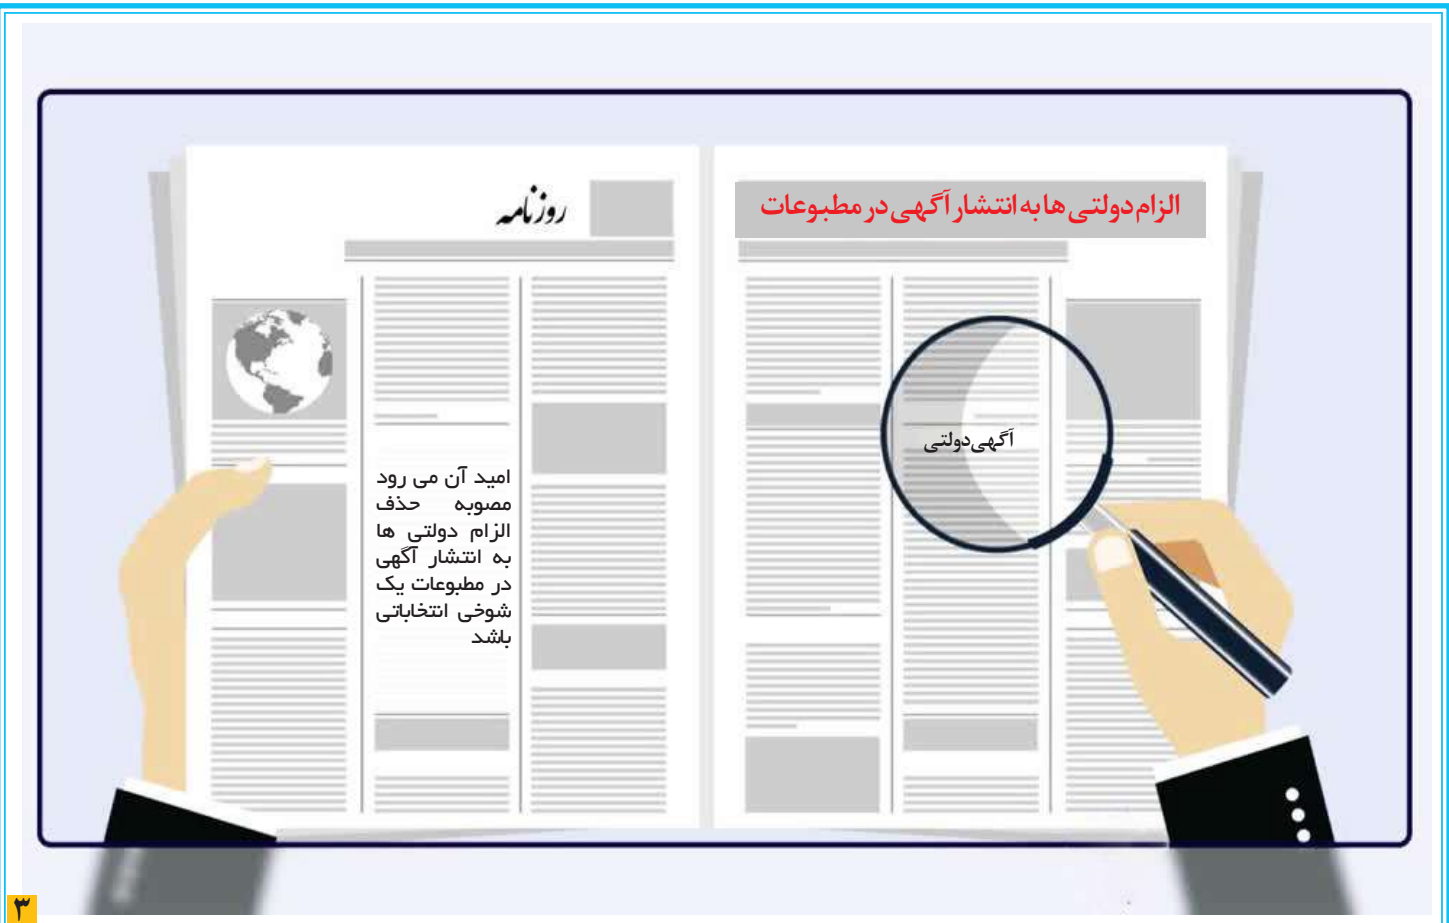 الزام دولتی ها به انتشار آگهی در مطبوعات
روزنامه
آگهی دولتی
امید آن می رود
مصوبه حذف
الزام دولتی ها
به انتشار آگهی
در مطبوعات یک
شوخی انتخاباتی
باشد
۳